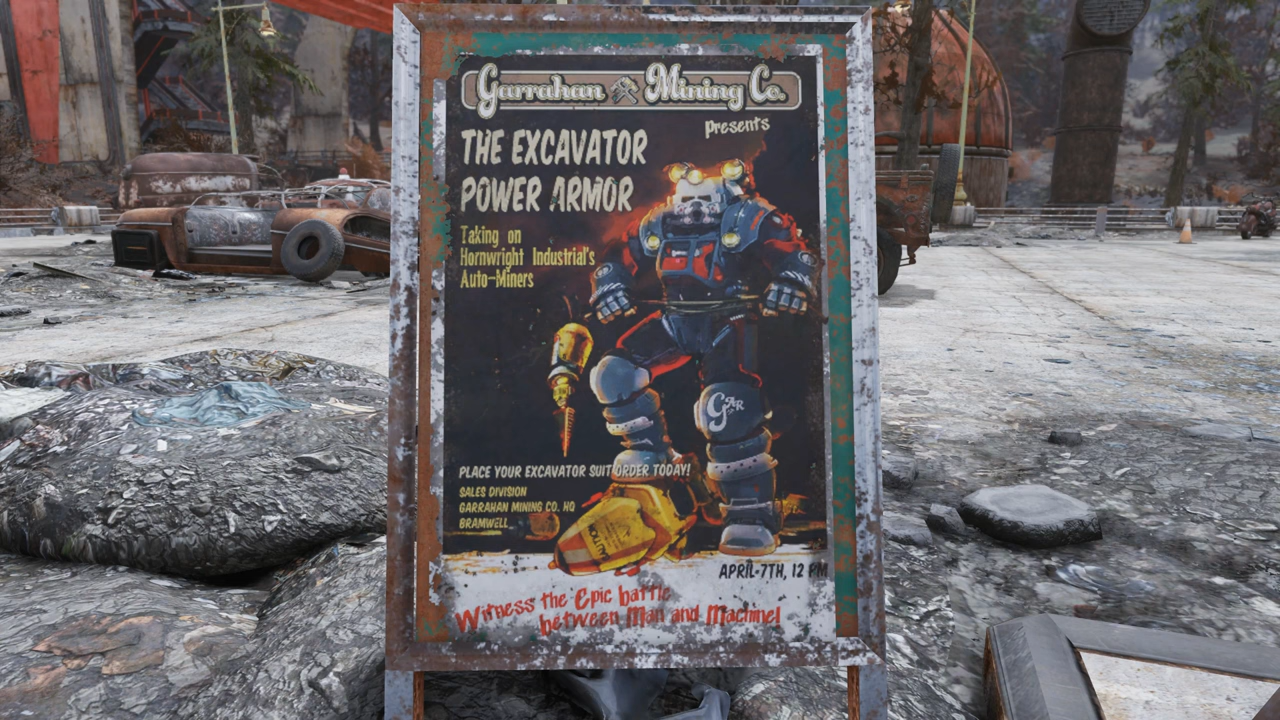 Garrahan Mining Co.
Presents
THE EXCAVATOR
POWER ARMOR
Taking on
Hornwright Industrial's
Auto-Miners
GAR
PLACE YOUR EXCAVATOR SUIT ORDER TODAY!
SALES DIVISION
GARRAHAN MINING CO. HQ
BRAMWELL
CAUTION
APRIL-7TH, 12 PM
Witness the Epic battle
between Man and Machine!